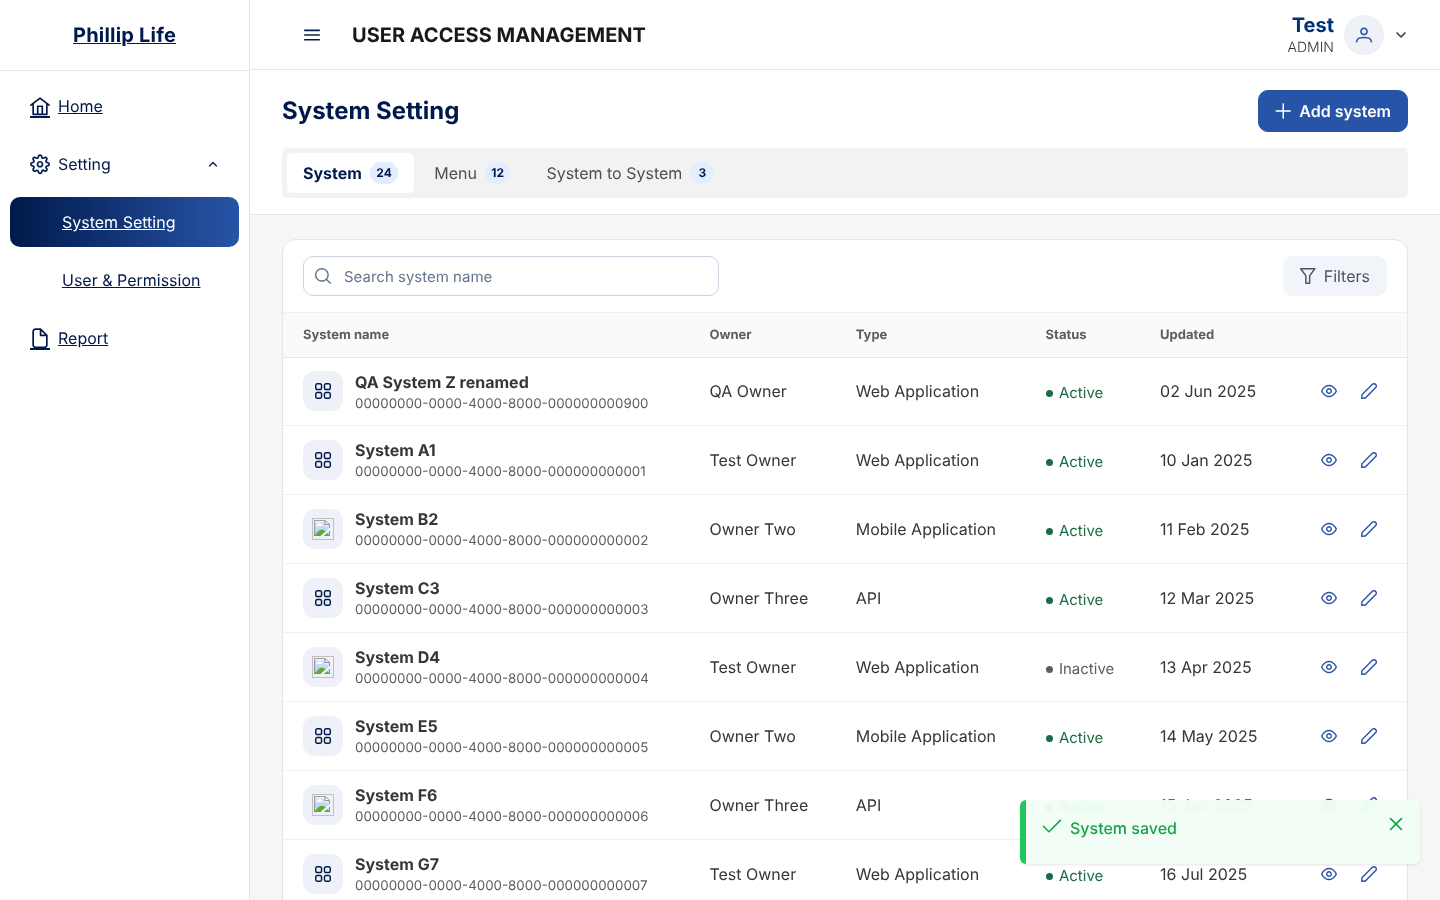 Phillip Life
USER ACCESS MANAGEMENT
Test
ADMIN
Home
Setting
System Setting
User & Permission
Report
System Setting
Add system
System 24
Menu 12
System to System 3
Search system name
Filters
System name Owner Type Status Updated
QA System Z renamed
00000000-0000-4000-8000-000000000900
QA Owner Web Application Active 02 Jun 2025
System A1
00000000-0000-4000-8000-000000000001
Test Owner Web Application Active 10 Jan 2025
System B2
00000000-0000-4000-8000-000000000002
Owner Two Mobile Application Active 11 Feb 2025
System C3
00000000-0000-4000-8000-000000000003
Owner Three API Active 12 Mar 2025
System D4
00000000-0000-4000-8000-000000000004
Test Owner Web Application Inactive 13 Apr 2025
System E5
00000000-0000-4000-8000-000000000005
Owner Two Mobile Application Active 14 May 2025
System F6
00000000-0000-4000-8000-000000000006
Owner Three API
System saved
System G7
00000000-0000-4000-8000-000000000007
Test Owner Web Application Active 16 Jul 2025